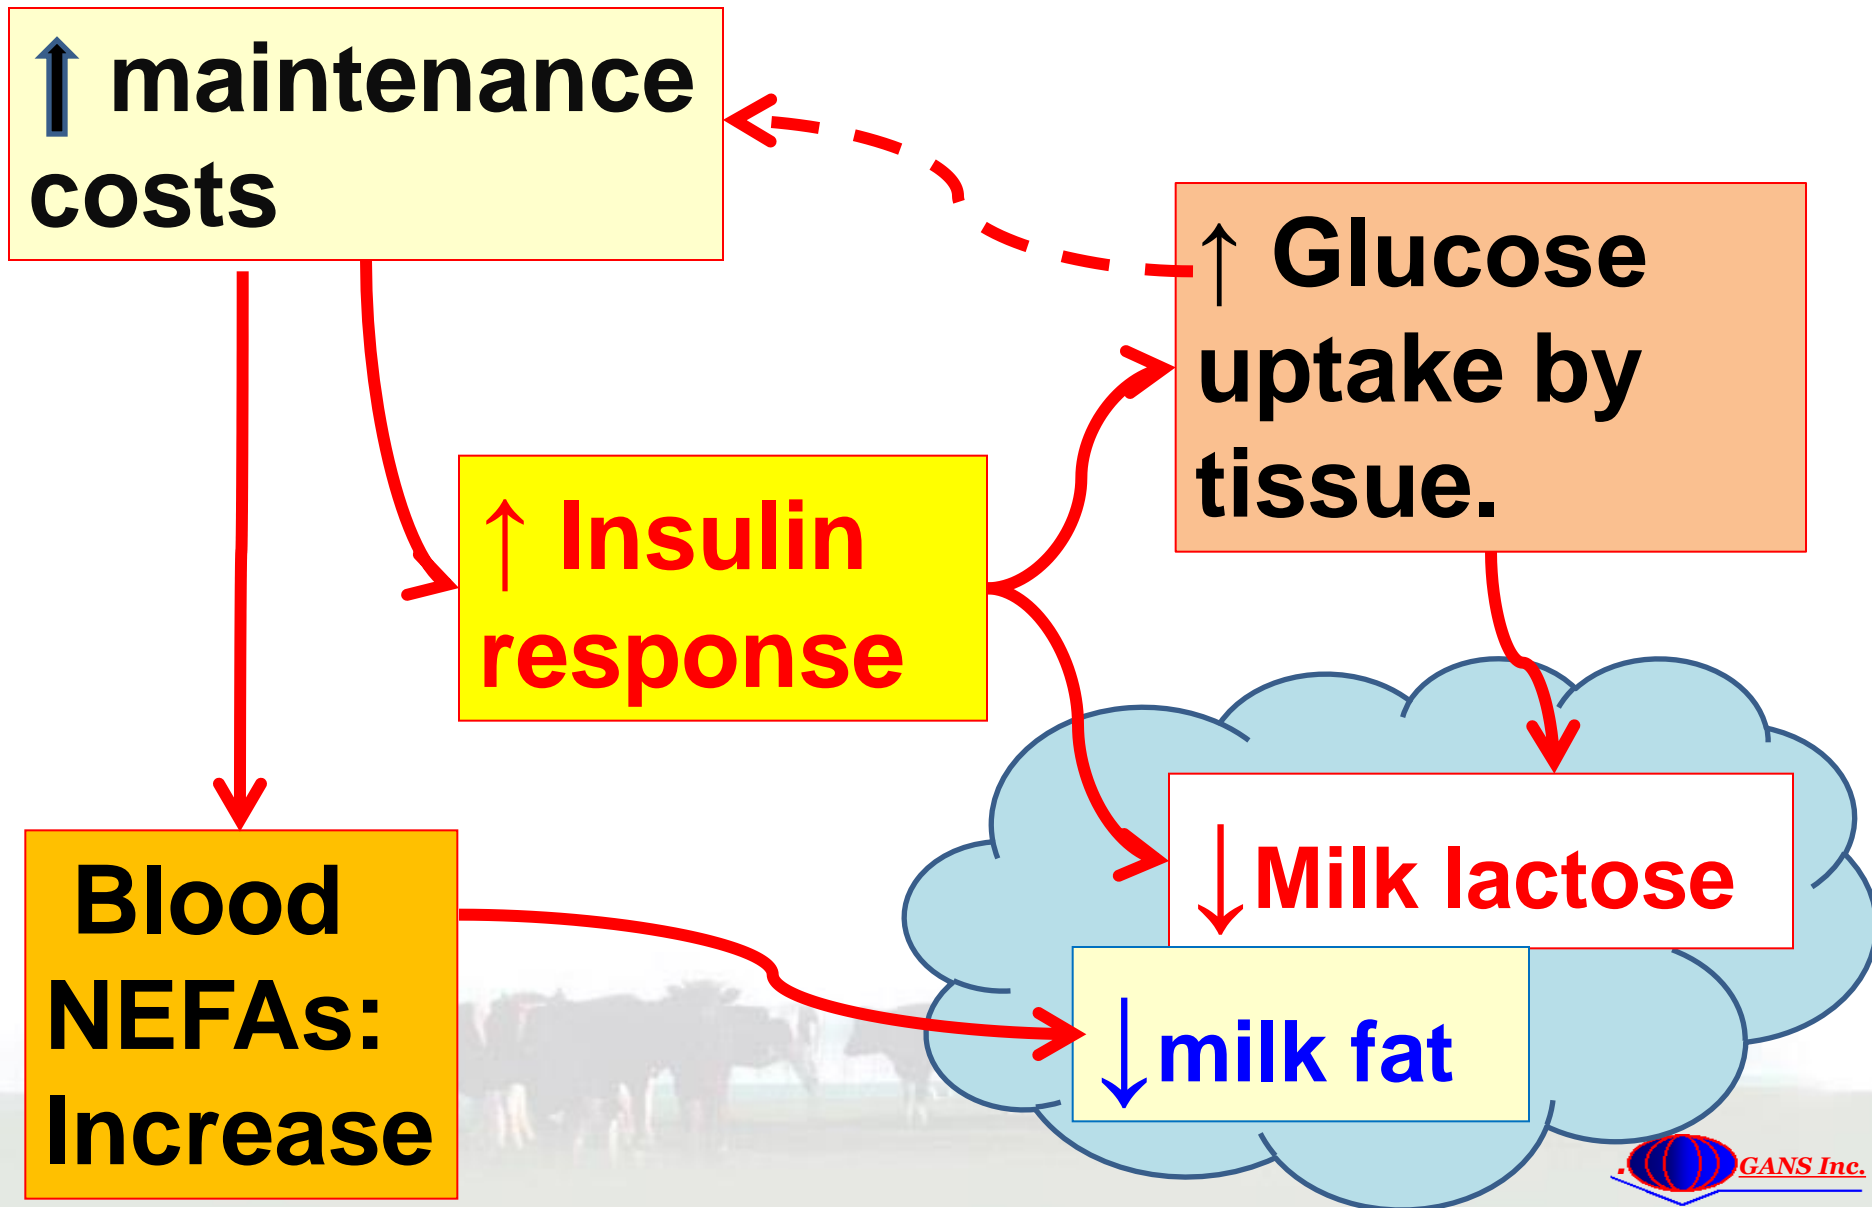 ↑ maintenance
costs
↑ Glucose
uptake by
tissue.
↑ Insulin
response
Blood
NEFAs:
Increase
↓Milk lactose
↓milk fat
GANS Inc.